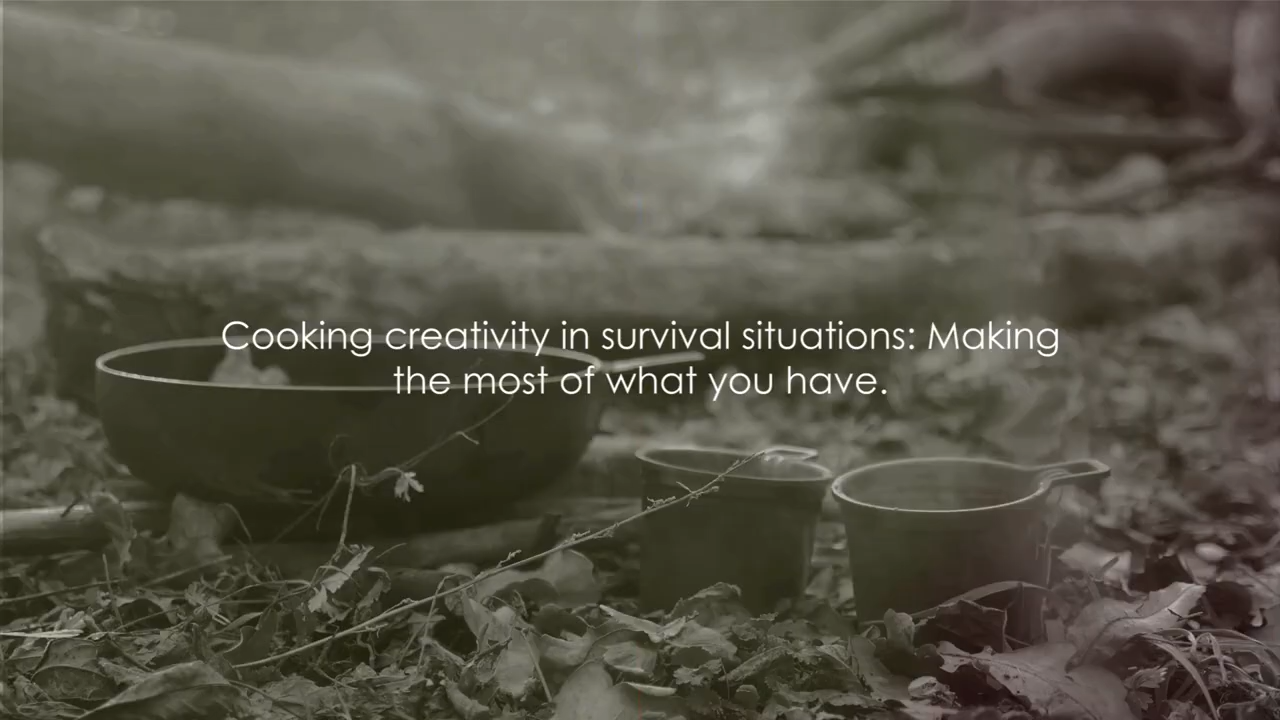 Cooking creativity in survival situations: Making
the most of what you have.